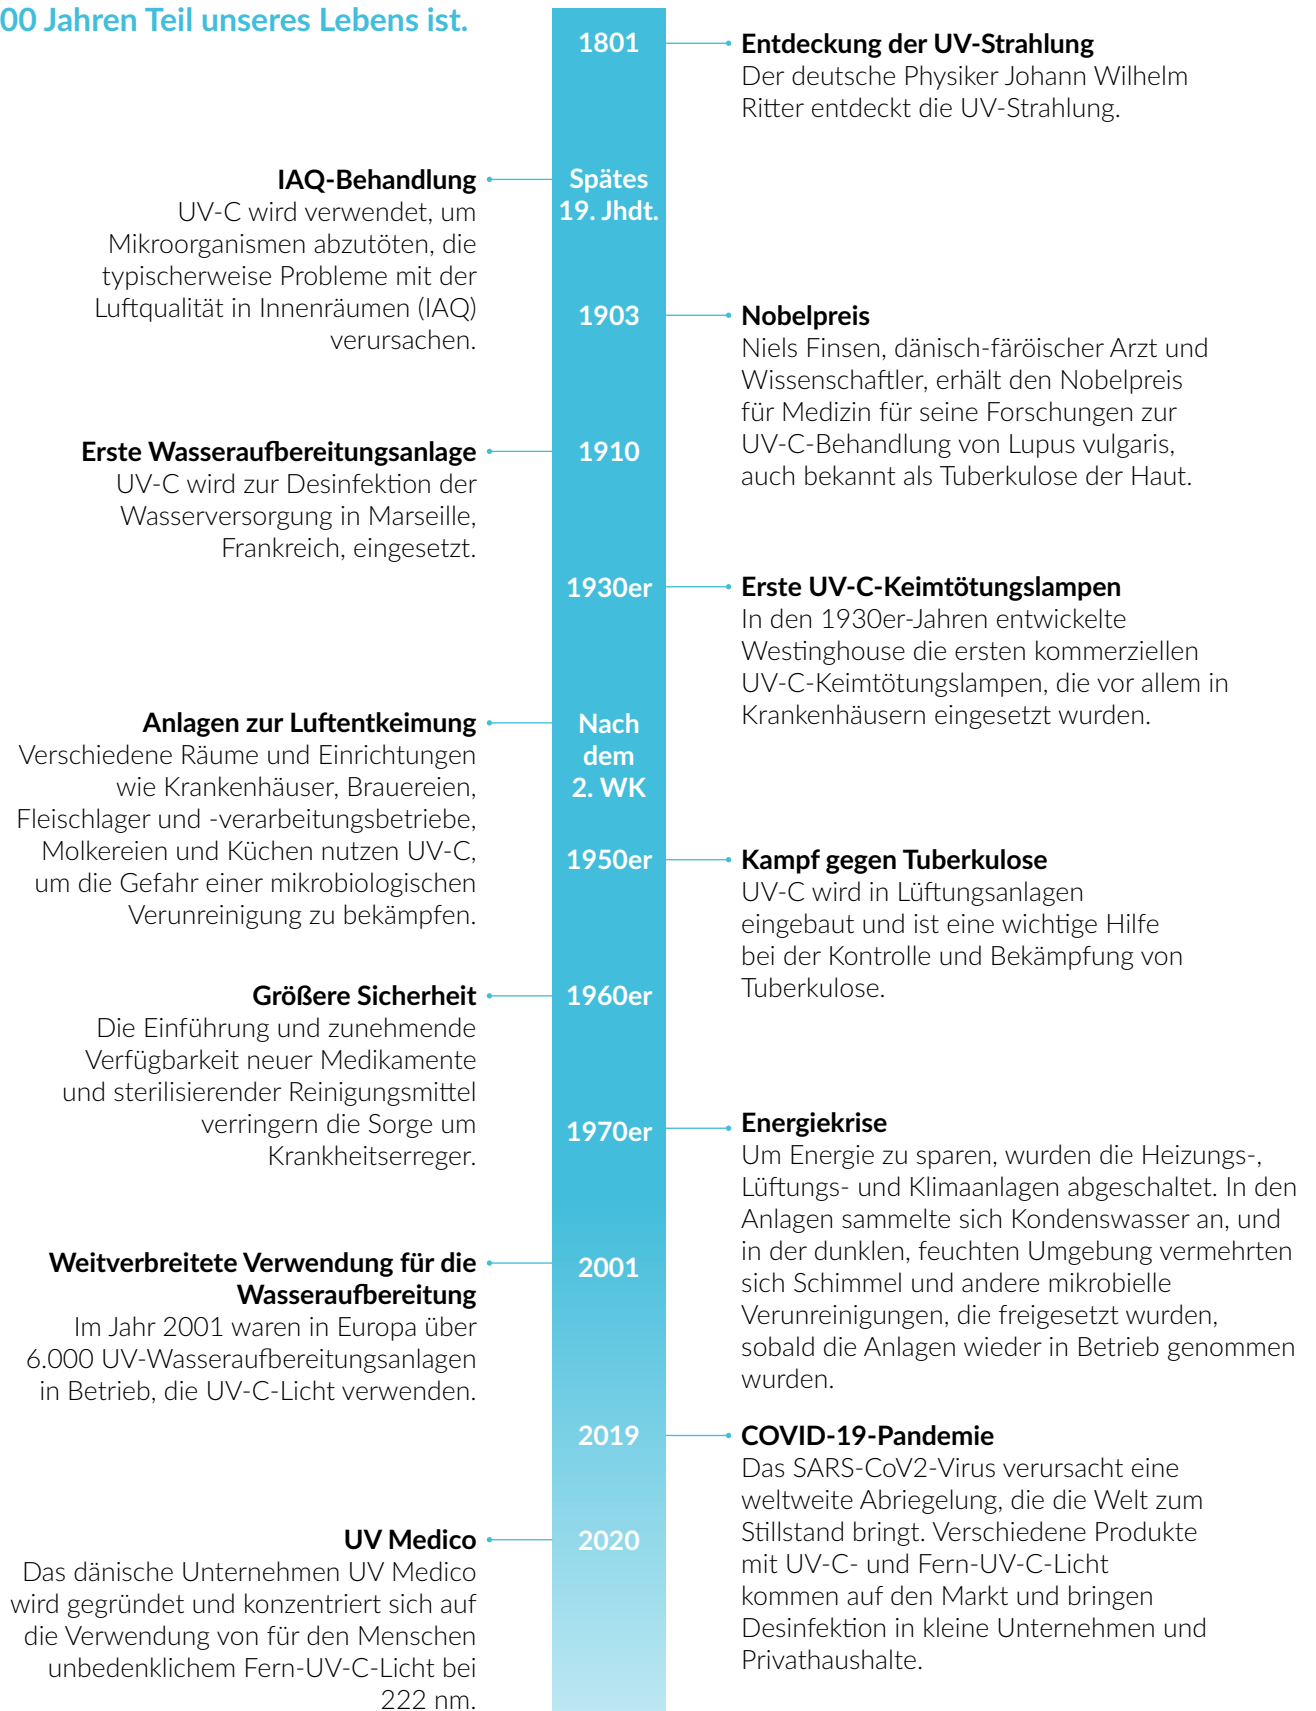 00 Jahren Teil unseres Lebens ist.
1801
Entdeckung der UV-Strahlung
Der deutsche Physiker Johann Wilhelm
Ritter entdeckt die UV-Strahlung.
IAQ-Behandlung
UV-C wird verwendet, um
Mikroorganismen abzutöten, die
typischerweise Probleme mit der
Luftqualität in Innenräumen (IAQ)
verursachen.
Spätes
19. Jhdt.
1903
Nobelpreis
Niels Finsen, dänisch-färöischer Arzt und
Wissenschaftler, erhält den Nobelpreis
für Medizin für seine Forschungen zur
UV-C-Behandlung von Lupus vulgaris,
auch bekannt als Tuberkulose der Haut.
Erste Wasseraufbereitungsanlage
UV-C wird zur Desinfektion der
Wasserversorgung in Marseille,
Frankreich, eingesetzt.
1910
1930er
Erste UV-C-Keimtötungslampen
In den 1930er-Jahren entwickelte
Westinghouse die ersten kommerziellen
UV-C-Keimtötungslampen, die vor allem in
Krankenhäusern eingesetzt wurden.
Anlagen zur Luftentkeimung
Verschiedene Räume und Einrichtungen
wie Krankenhäuser, Brauereien,
Fleischlager und -verarbeitungsbetriebe,
Molkereien und Küchen nutzen UV-C,
um die Gefahr einer mikrobiologischen
Verunreinigung zu bekämpfen.
Nach
dem
2. WK
1950er
Kampf gegen Tuberkulose
UV-C wird in Lüftungsanlagen
eingebaut und ist eine wichtige Hilfe
bei der Kontrolle und Bekämpfung von
Tuberkulose.
Größere Sicherheit
Die Einführung und zunehmende
Verfügbarkeit neuer Medikamente
und sterilisierender Reinigungsmittel
verringern die Sorge um
Krankheitserreger.
1960er
1970er
Energiekrise
Um Energie zu sparen, wurden die Heizungs-,
Lüftungs- und Klimaanlagen abgeschaltet. In den
Anlagen sammelte sich Kondenswasser an, und
in der dunklen, feuchten Umgebung vermehrten
sich Schimmel und andere mikrobielle
Verunreinigungen, die freigesetzt wurden,
sobald die Anlagen wieder in Betrieb genommen
wurden.
Weitverbreitete Verwendung für die
Wasseraufbereitung
Im Jahr 2001 waren in Europa über
6.000 UV-Wasseraufbereitungsanlagen
in Betrieb, die UV-C-Licht verwenden.
2001
2019
COVID-19-Pandemie
Das SARS-CoV2-Virus verursacht eine
weltweite Abriegelung, die die Welt zum
Stillstand bringt. Verschiedene Produkte
mit UV-C- und Fern-UV-C-Licht
kommen auf den Markt und bringen
Desinfektion in kleine Unternehmen und
Privathaushalte.
UV Medico
Das dänische Unternehmen UV Medico
wird gegründet und konzentriert sich auf
die Verwendung von für den Menschen
unbedenklichem Fern-UV-C-Licht bei
222 nm.
2020